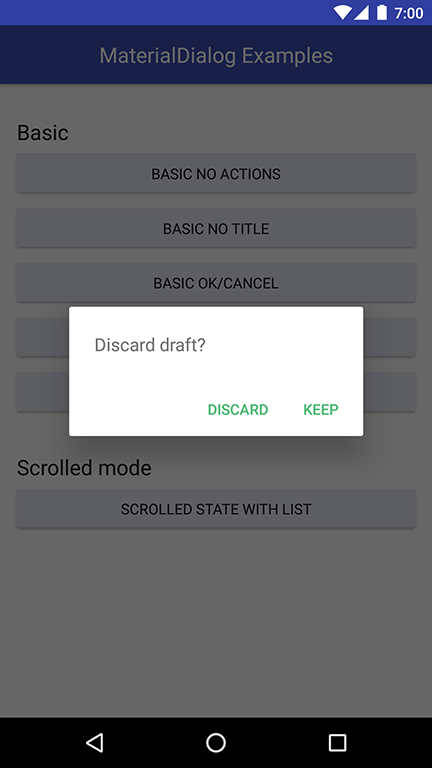 7:00
MaterialDialog Examples
Basic
BASIC NO ACTIONS
BASIC NO TITLE
BASIC OK/CANCEL
Discard draft?
DISCARD KEEP
Scrolled mode
SCROLLED STATE WITH LIST